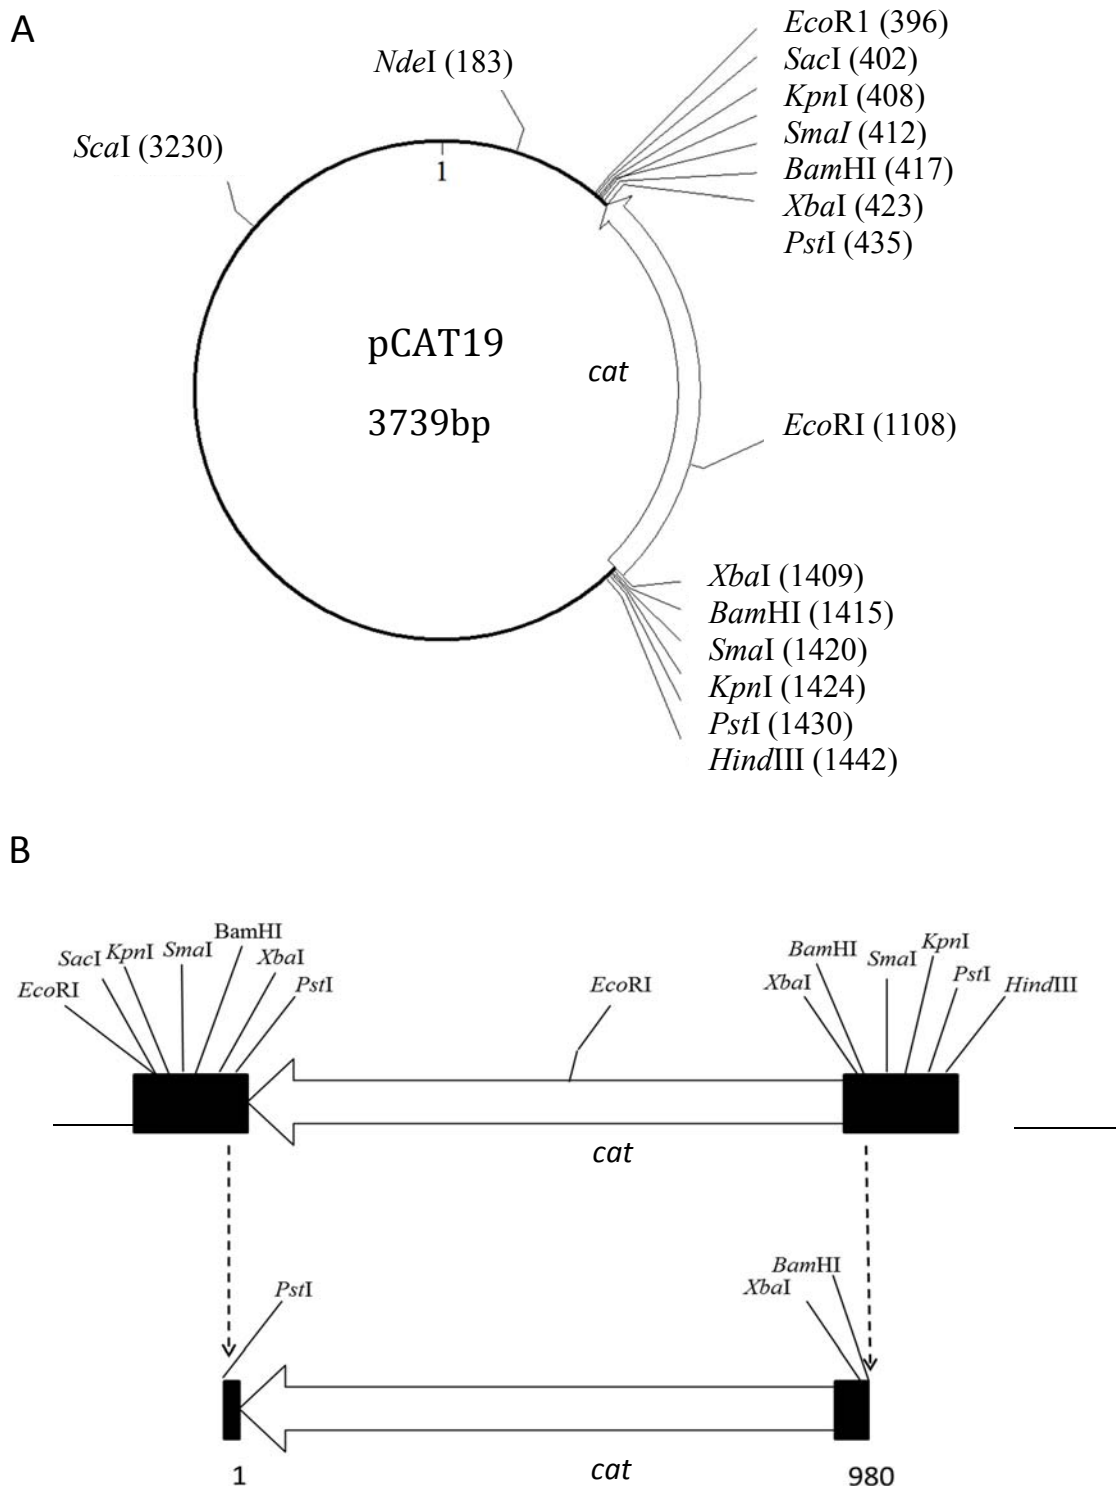 A
EcoR1 (396)
SacI (402)
KpnI (408)
SmaI (412)
BamHI (417)
XbaI (423)
PstI (435)
NdeI (183)
ScaI (3230)
1
pCAT19
3739bp
cat
EcoRI (1108)
XbaI (1409)
BamHI (1415)
SmaI (1420)
KpnI (1424)
PstI (1430)
HindIII (1442)
B
EcoRI
SacI
KpnI
SmaI
BamHI
XbaI
PstI
EcoRI
XbaI
BamHI
SmaI
KpnI
PstI
HindIII
cat
PstI
XbaI
BamHI
1
cat
980